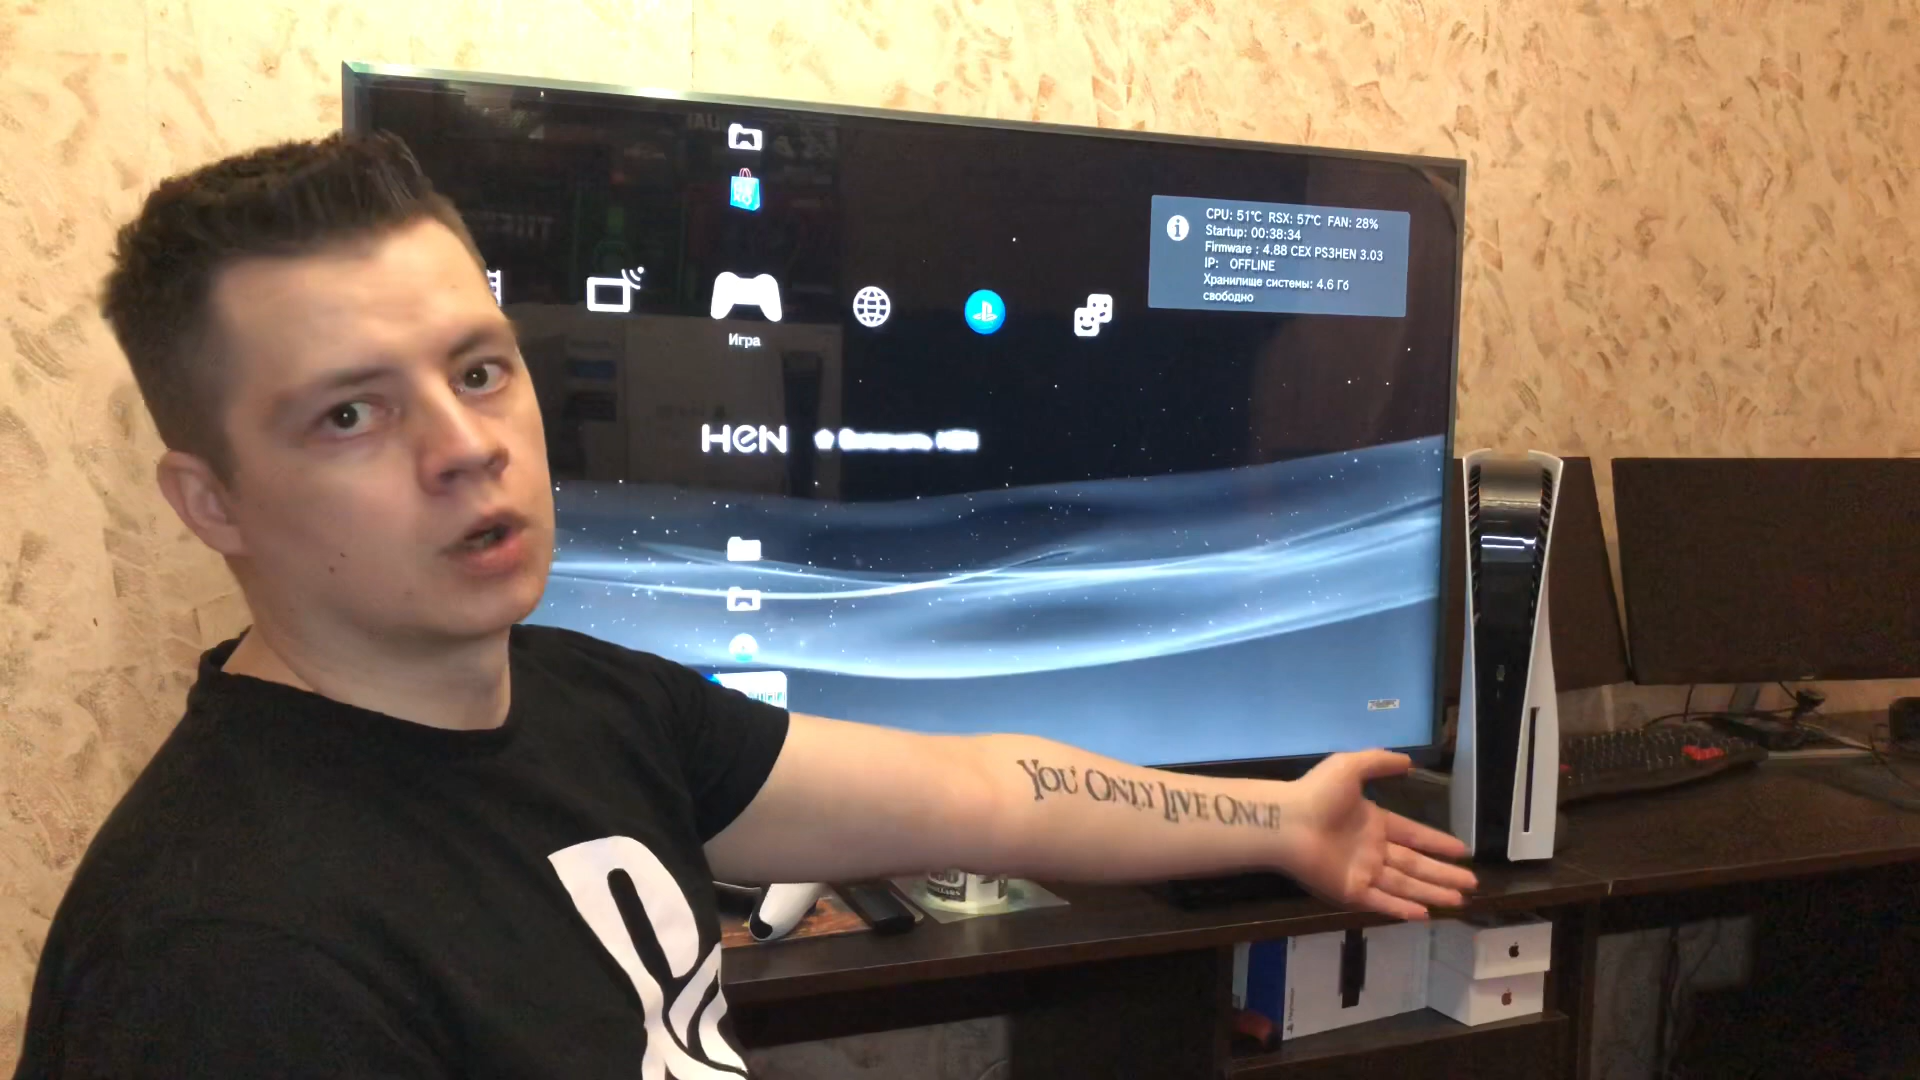 CPU: 51°C RSX: 57°C FAN: 28%
Startup: 00:38:34
Firmware : 4.88 CEX PS3HEN 3.03
IP: OFFLINE
Хранилище системы: 4.6 Гб
свободно
Игра
HEN
YOU ONLY LIVE ONCE